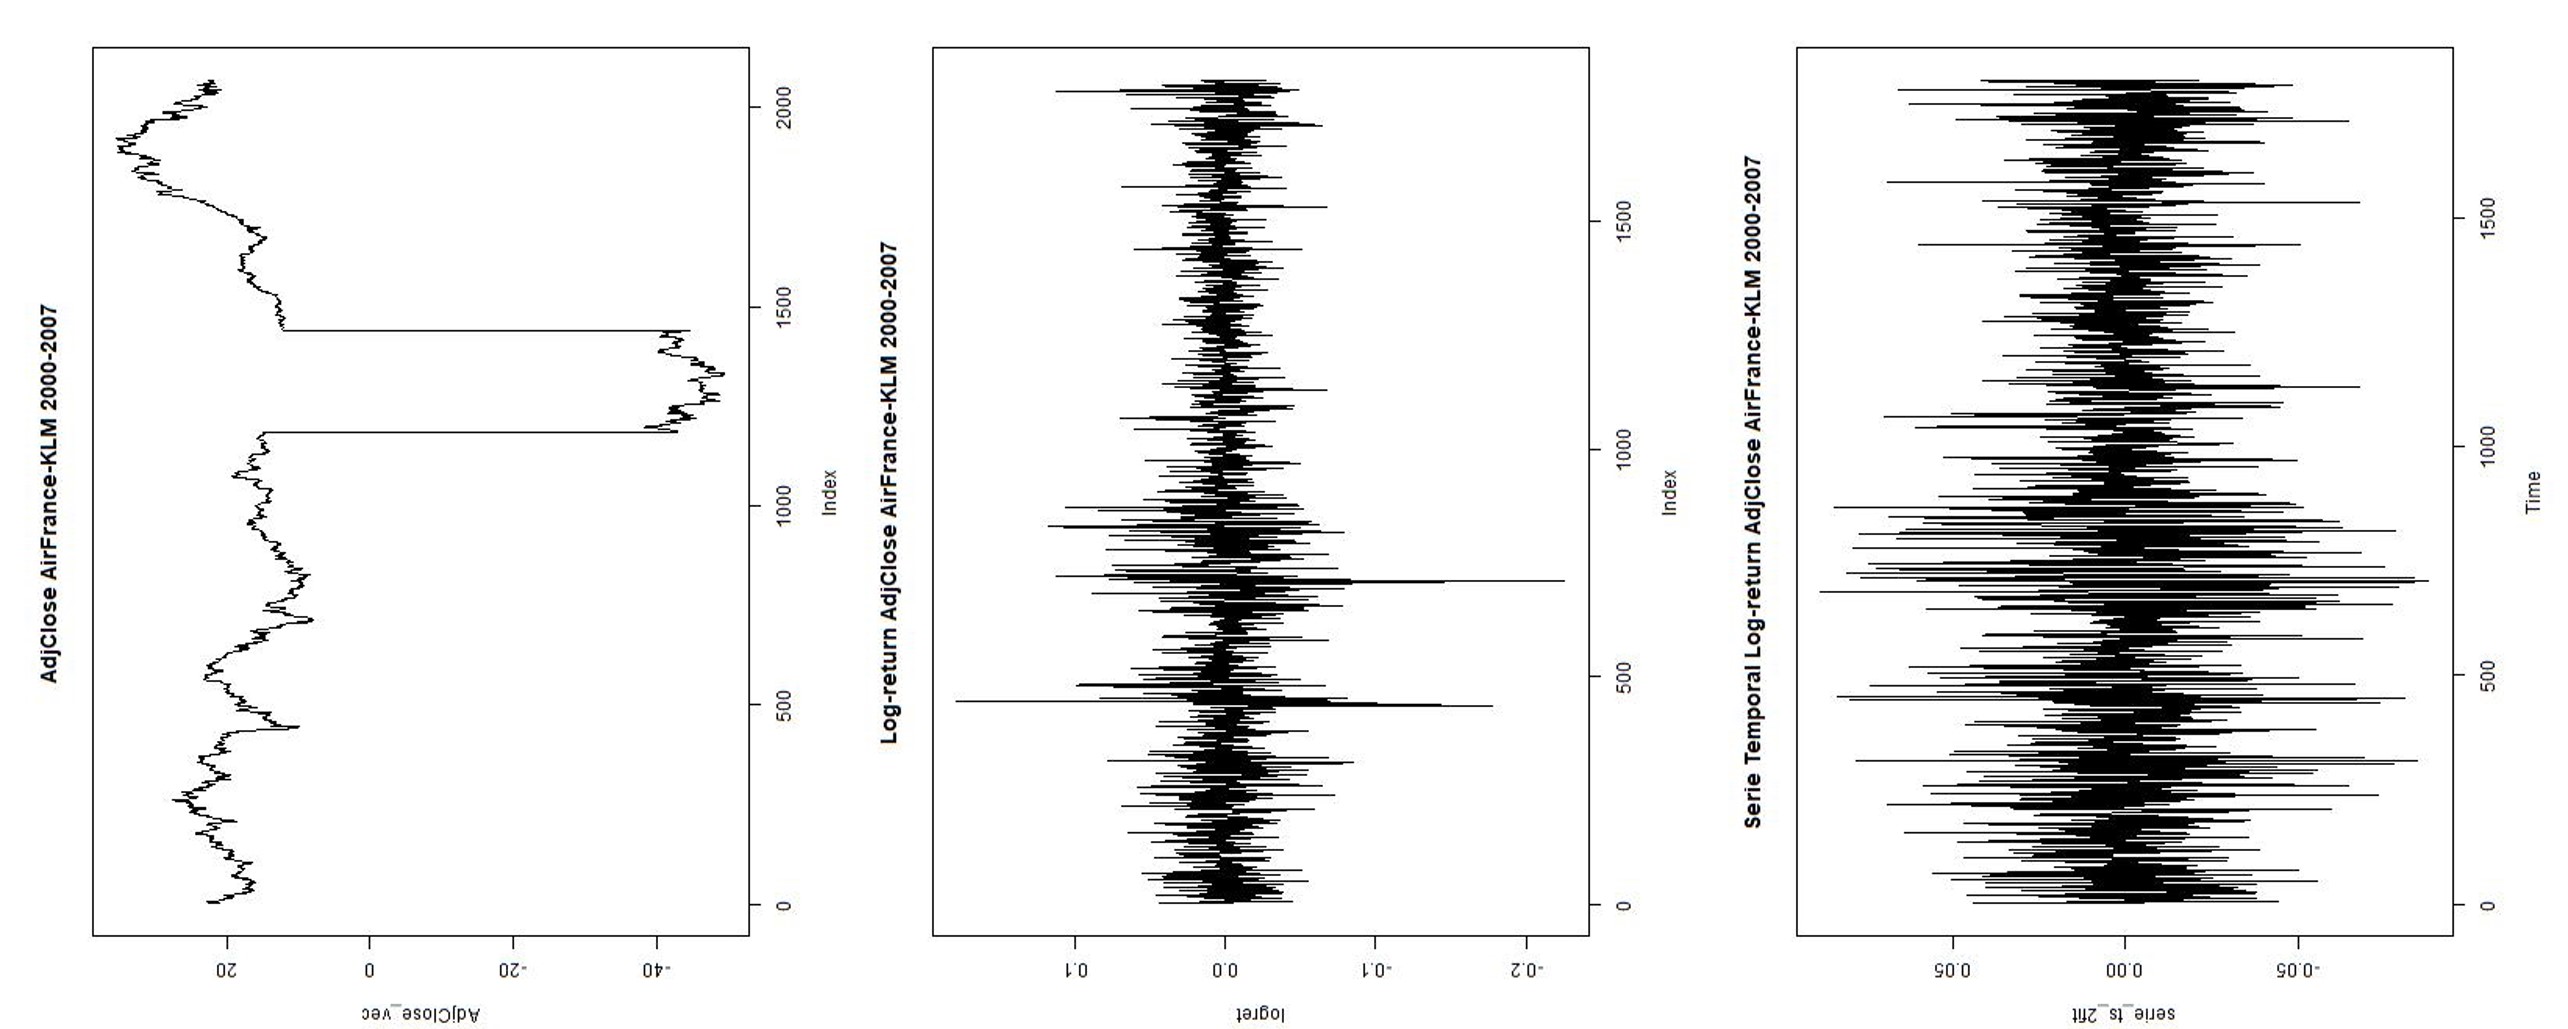 AdjClose AirFrance-KLM 2000-2007
AdjClose_vec
20
0
-20
-40
0 500 1000 1500 2000
Index
Log-return AdjClose AirFrance-KLM 2000-2007
logret
0.1
0.0
-0.1
-0.2
0 500 1000 1500
Index
Serie Temporal Log-return AdjClose AirFrance-KLM 2000-2007
serie_ts_2fit
0.05
0.00
-0.05
0 500 1000 1500
Time